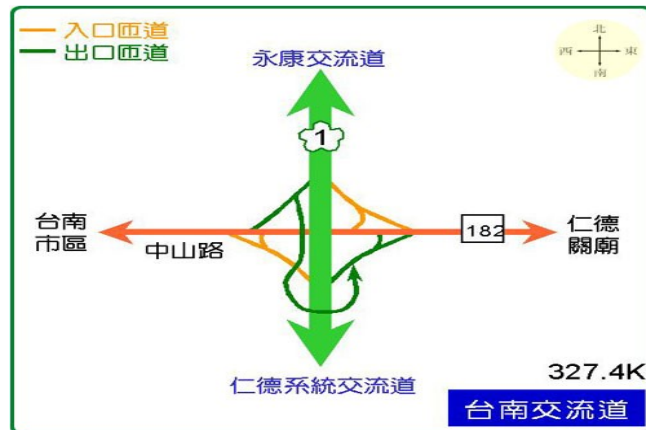 入口匝道
出口匝道
永康交流道
北
西
東
南
1
台南
市區
中山路
182
仁德
關廟
仁德系統交流道
327.4K
台南交流道